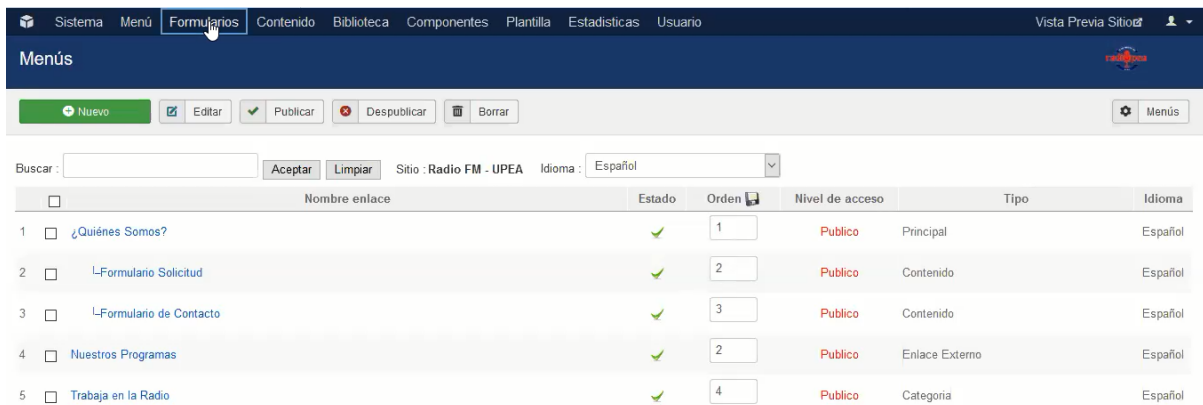 Sistema Menú Formularios Contenido Biblioteca Componentes Plantilla Estadisticas Usuario Vista Previa Sitio
Menús
Nuevo Editar Publicar Despublicar Borrar Menús
Buscar : Aceptar Limpiar Sitio : Radio FM - UPEA Idioma : Español
Nombre enlace Estado Orden Nivel de acceso Tipo Idioma
1 ¿Quiénes Somos? 1 Publico Principal Español
2 Formulario Solicitud 2 Publico Contenido Español
3 Formulario de Contacto 3 Publico Contenido Español
4 Nuestros Programas 2 Publico Enlace Externo Español
5 Trabaja en la Radio 4 Publico Categoria Español